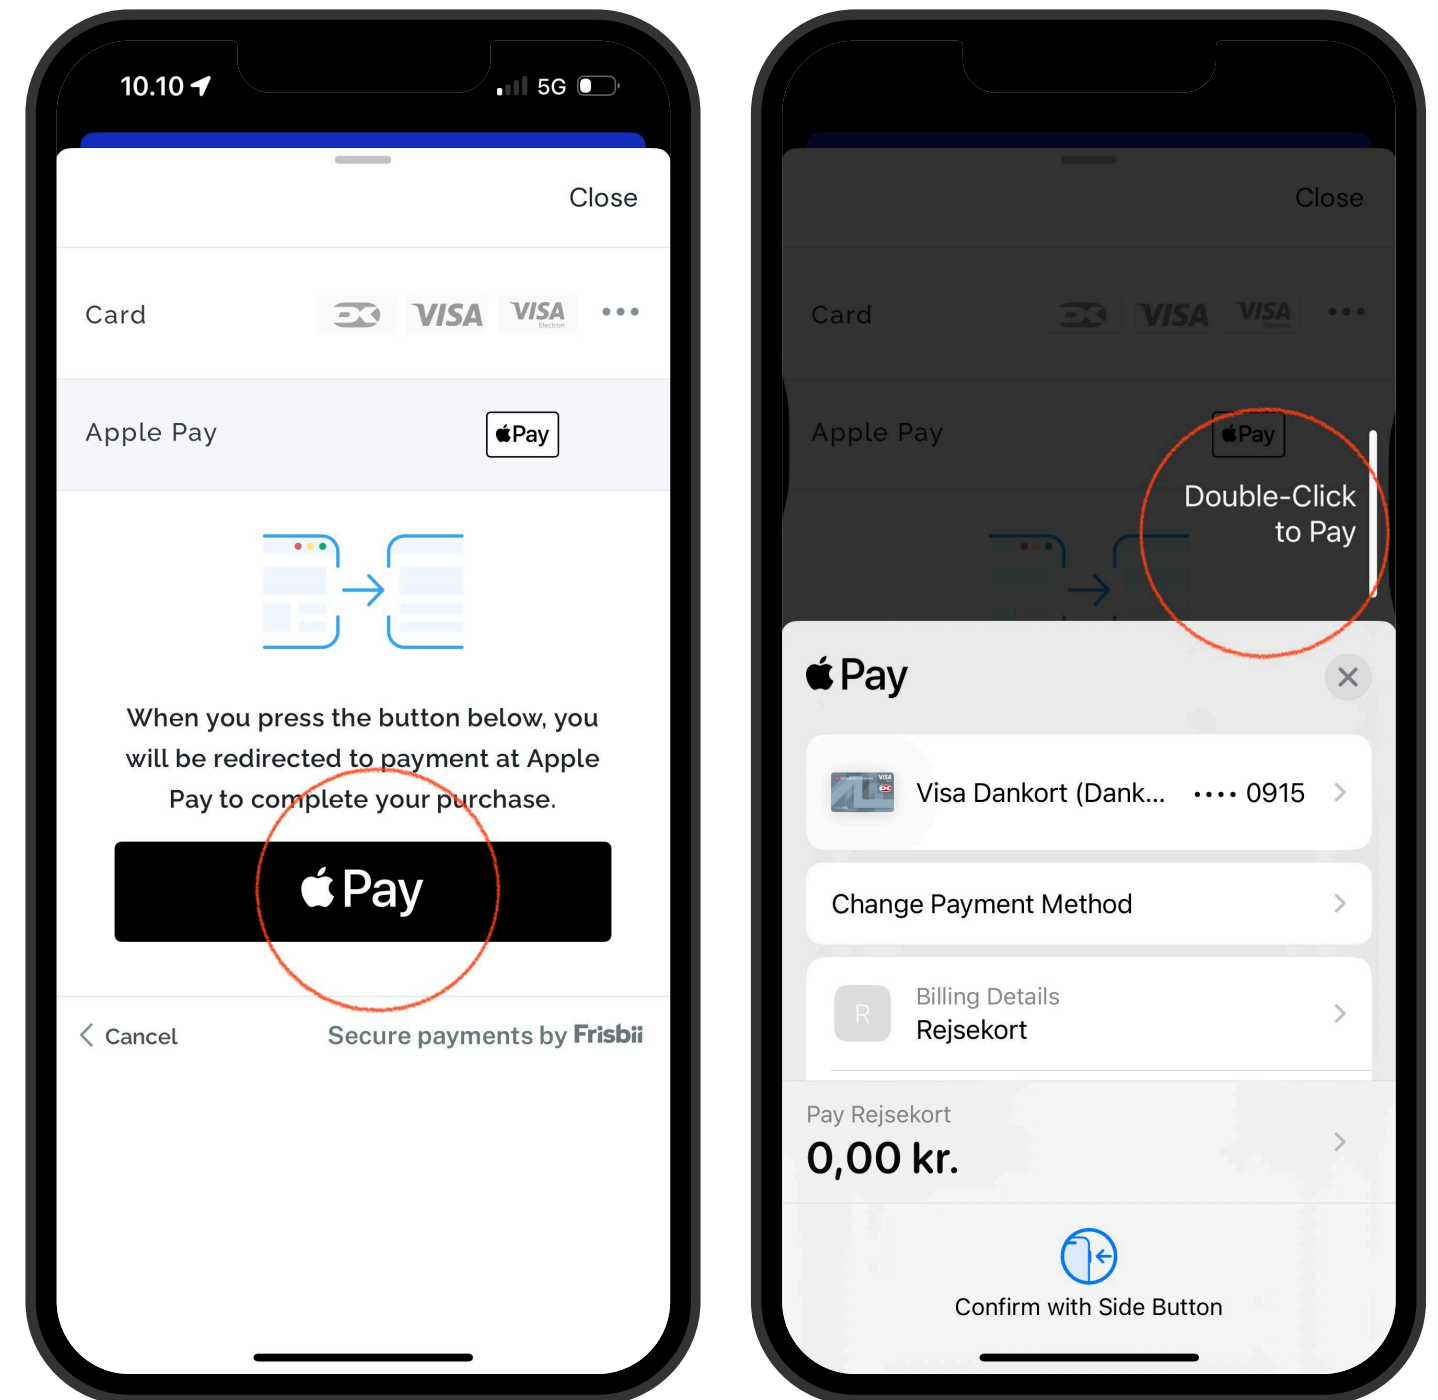 10.10
5G
Close
Card
VISA
VISA
Electron
Apple Pay
Pay
When you press the button below, you
will be redirected to payment at Apple
Pay to complete your purchase.
Pay
Cancel
Secure payments by Frisbii
Close
Card
VISA
VISA
Electron
Apple Pay
Pay
Double-Click
to Pay
Pay
VISA
Visa Dankort (Dank... •••• 0915
Change Payment Method
R
Billing Details
Rejsekort
Pay Rejsekort
0,00 kr.
Confirm with Side Button